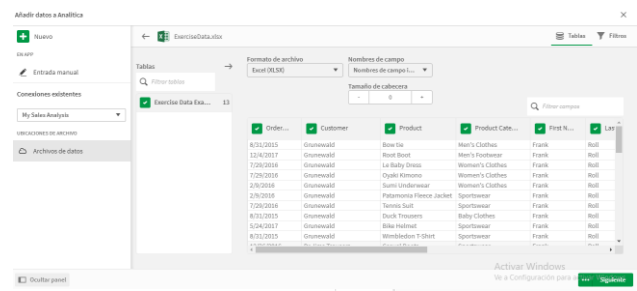 Añadir datos a Analítica
Nuevo
ExerciseData.xlsx
Tablas
Filtros
EN APP
Entrada manual
Conexiones existentes
My Sales Analysis
UBICACIONES DE ARCHIVO
Archivos de datos
Tablas
Filtrar tablas
Exercise Data Exa... 13
Formato de archivo
Excel (XLSX)
Nombres de campo
Nombres de campo i...
Tamaño de cabecera
- 0 +
Filtrar campos
Order... Customer Product Product Cate... First N... Las
8/31/2015 Grunewald Bow tie Men's Clothes Frank Roll
12/4/2017 Grunewald Root Boot Men's Footwear Frank Roll
7/29/2016 Grunewald Le Baby Dress Women's Clothes Frank Roll
7/29/2016 Grunewald Oyaki Kimono Women's Clothes Frank Roll
2/9/2016 Grunewald Sumi Underwear Women's Clothes Frank Roll
2/9/2016 Grunewald Patamonia Fleece Jacket Sportwear Frank Roll
7/29/2016 Grunewald Tennis Suit Sportwear Frank Roll
8/31/2015 Grunewald Duck Trousers Baby Clothes Frank Roll
5/24/2017 Grunewald Bike Helmet Sportwear Frank Roll
8/31/2015 Grunewald Wimbledon T-Shirt Sportwear Frank Roll
Activar Windows
Ve a Configuración para a
Ocultar panel
Siguiente